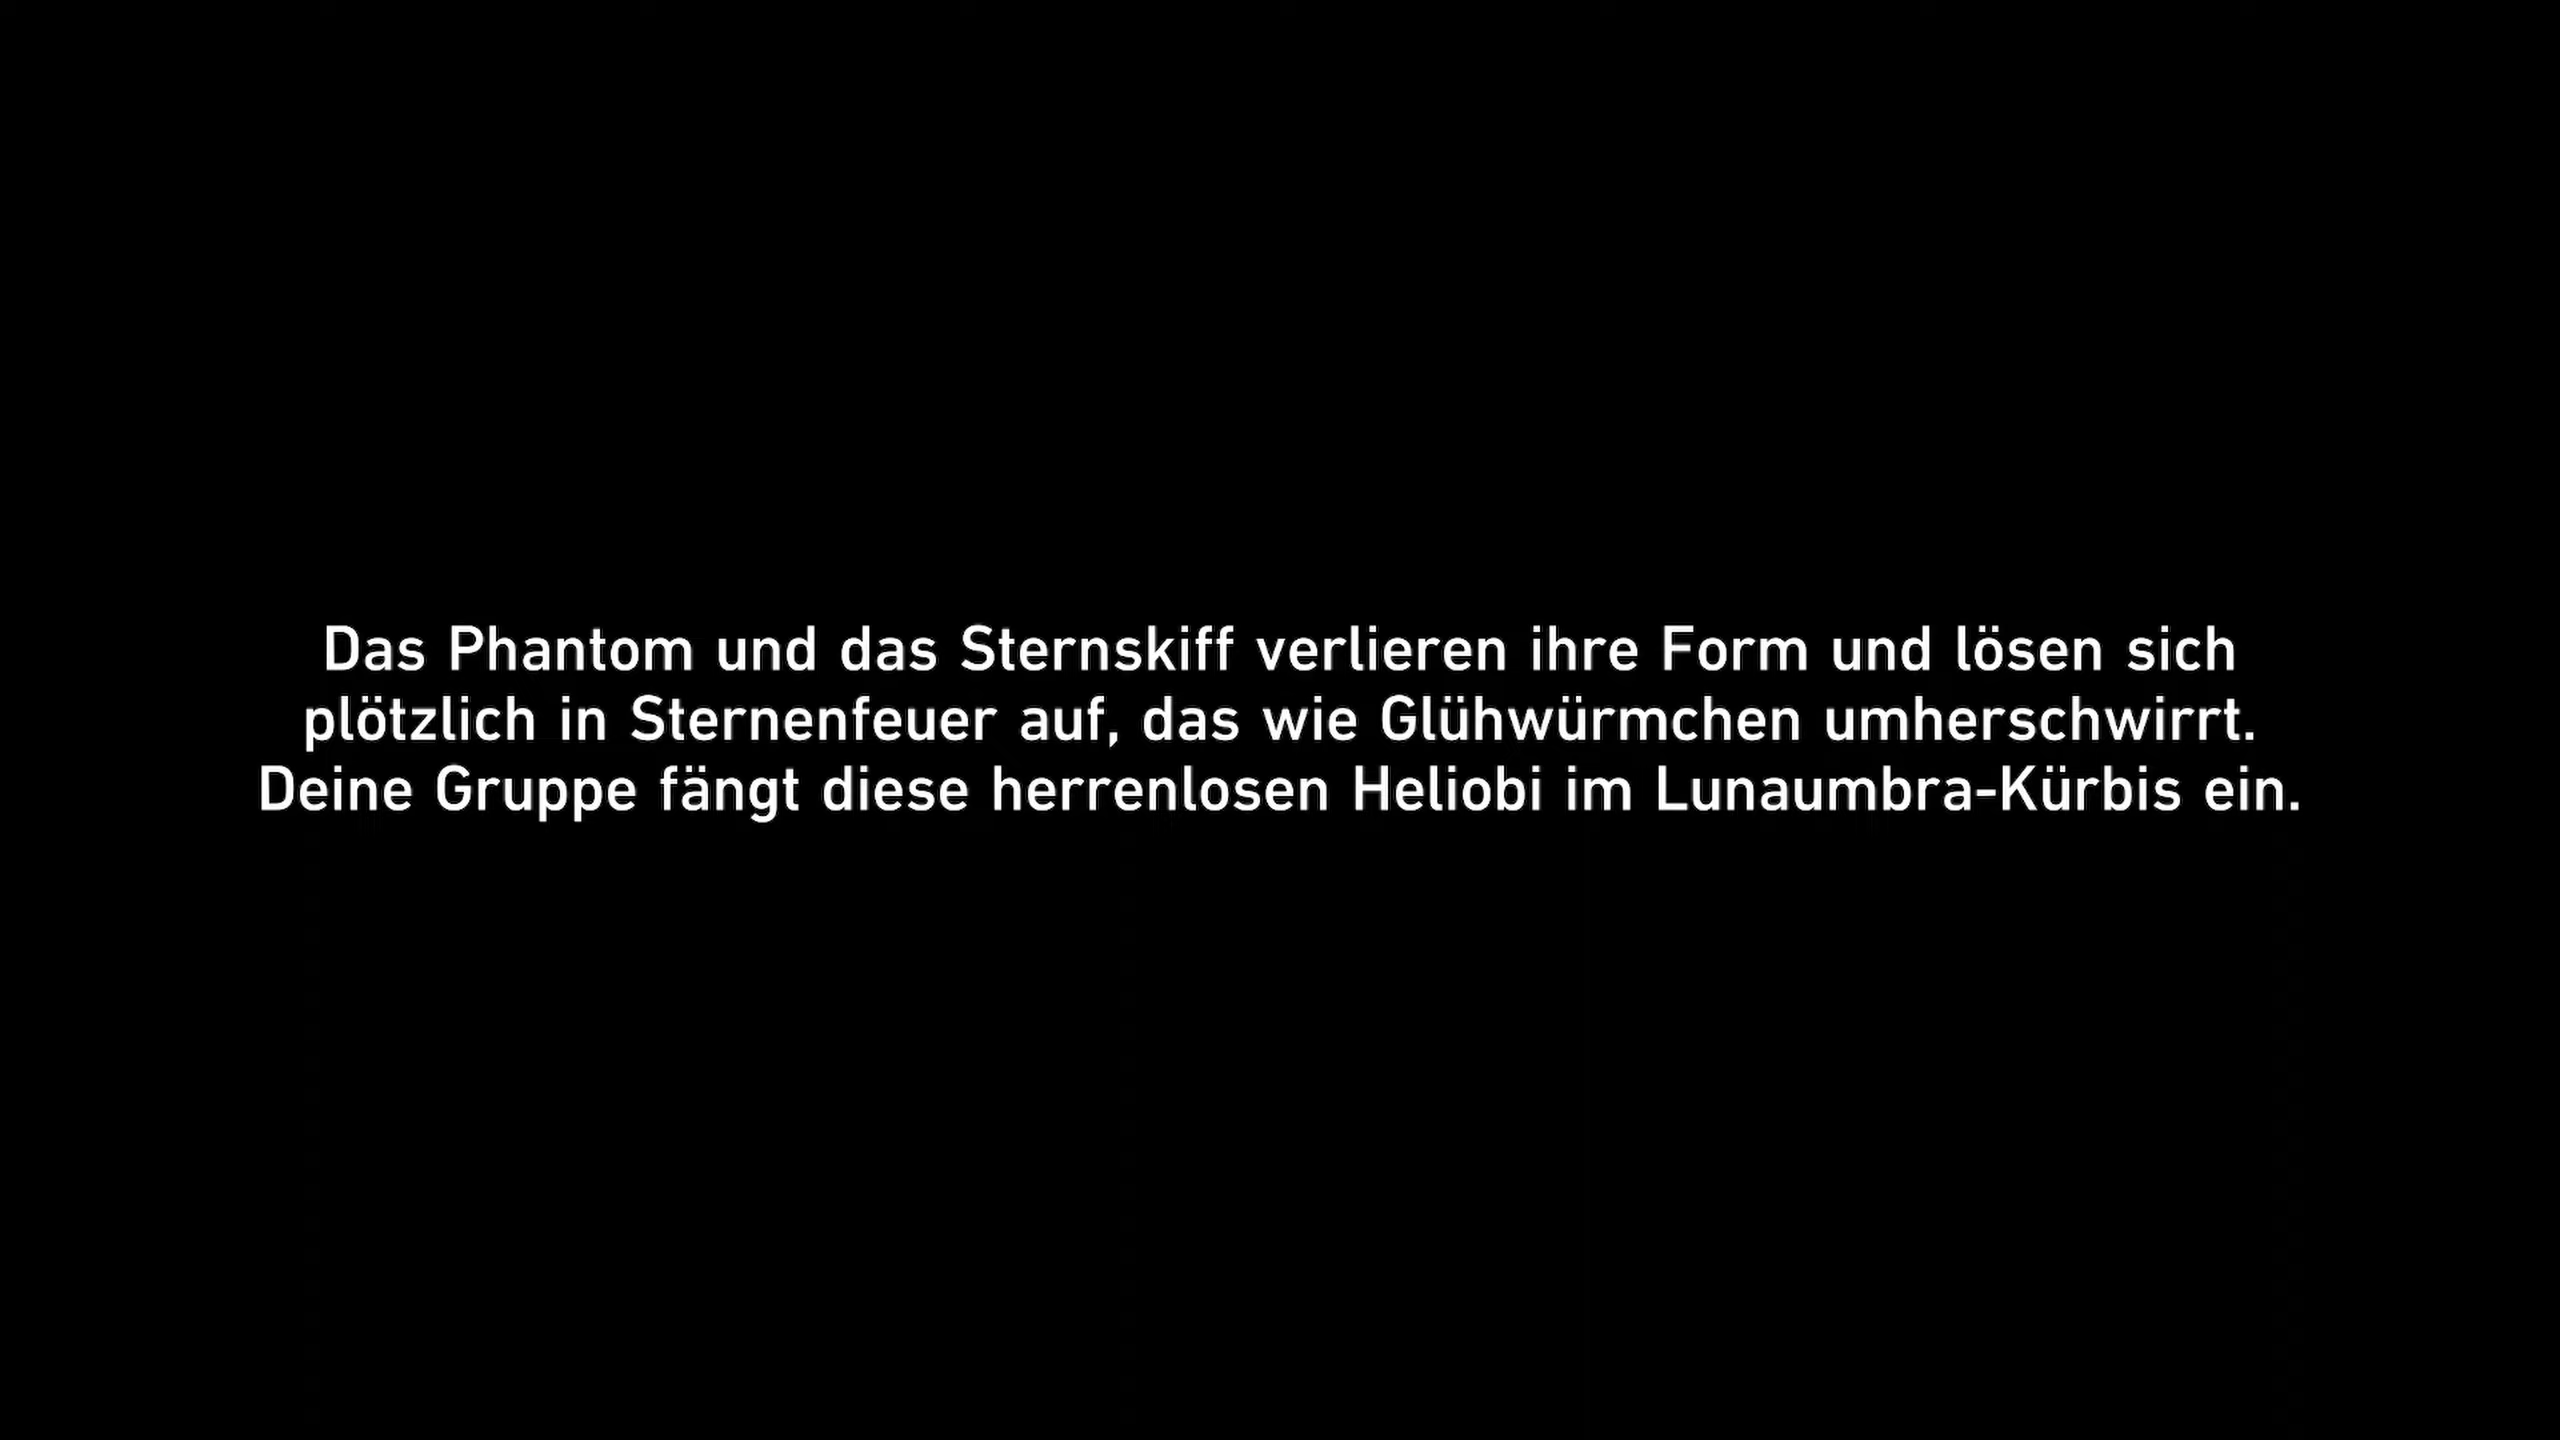 Das Phantom und das Sternskiff verlieren ihre Form und lösen sich
plötzlich in Sternenfeuer auf, das wie Glühwürmchen umherschwirrt.
Deine Gruppe fängt diese herrenlosen Heliobi im Lunaumbra-Kürbis ein.